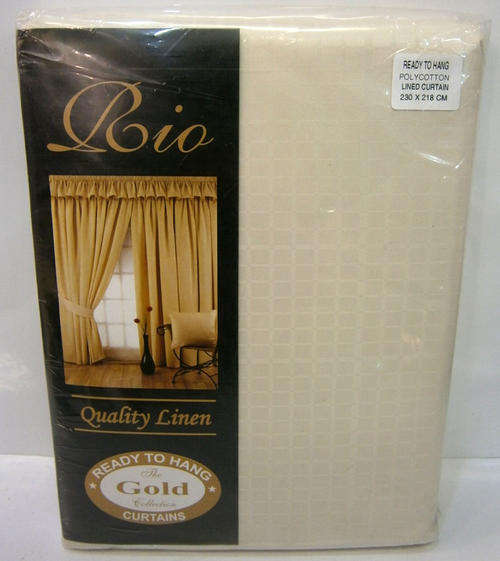 Rio
READY TO HANG
POLYCOTTON
LINED CURTAIN
230 X 218 CM
Quality Linen
READY TO HANG
The
Gold
Collection
CURTAINS